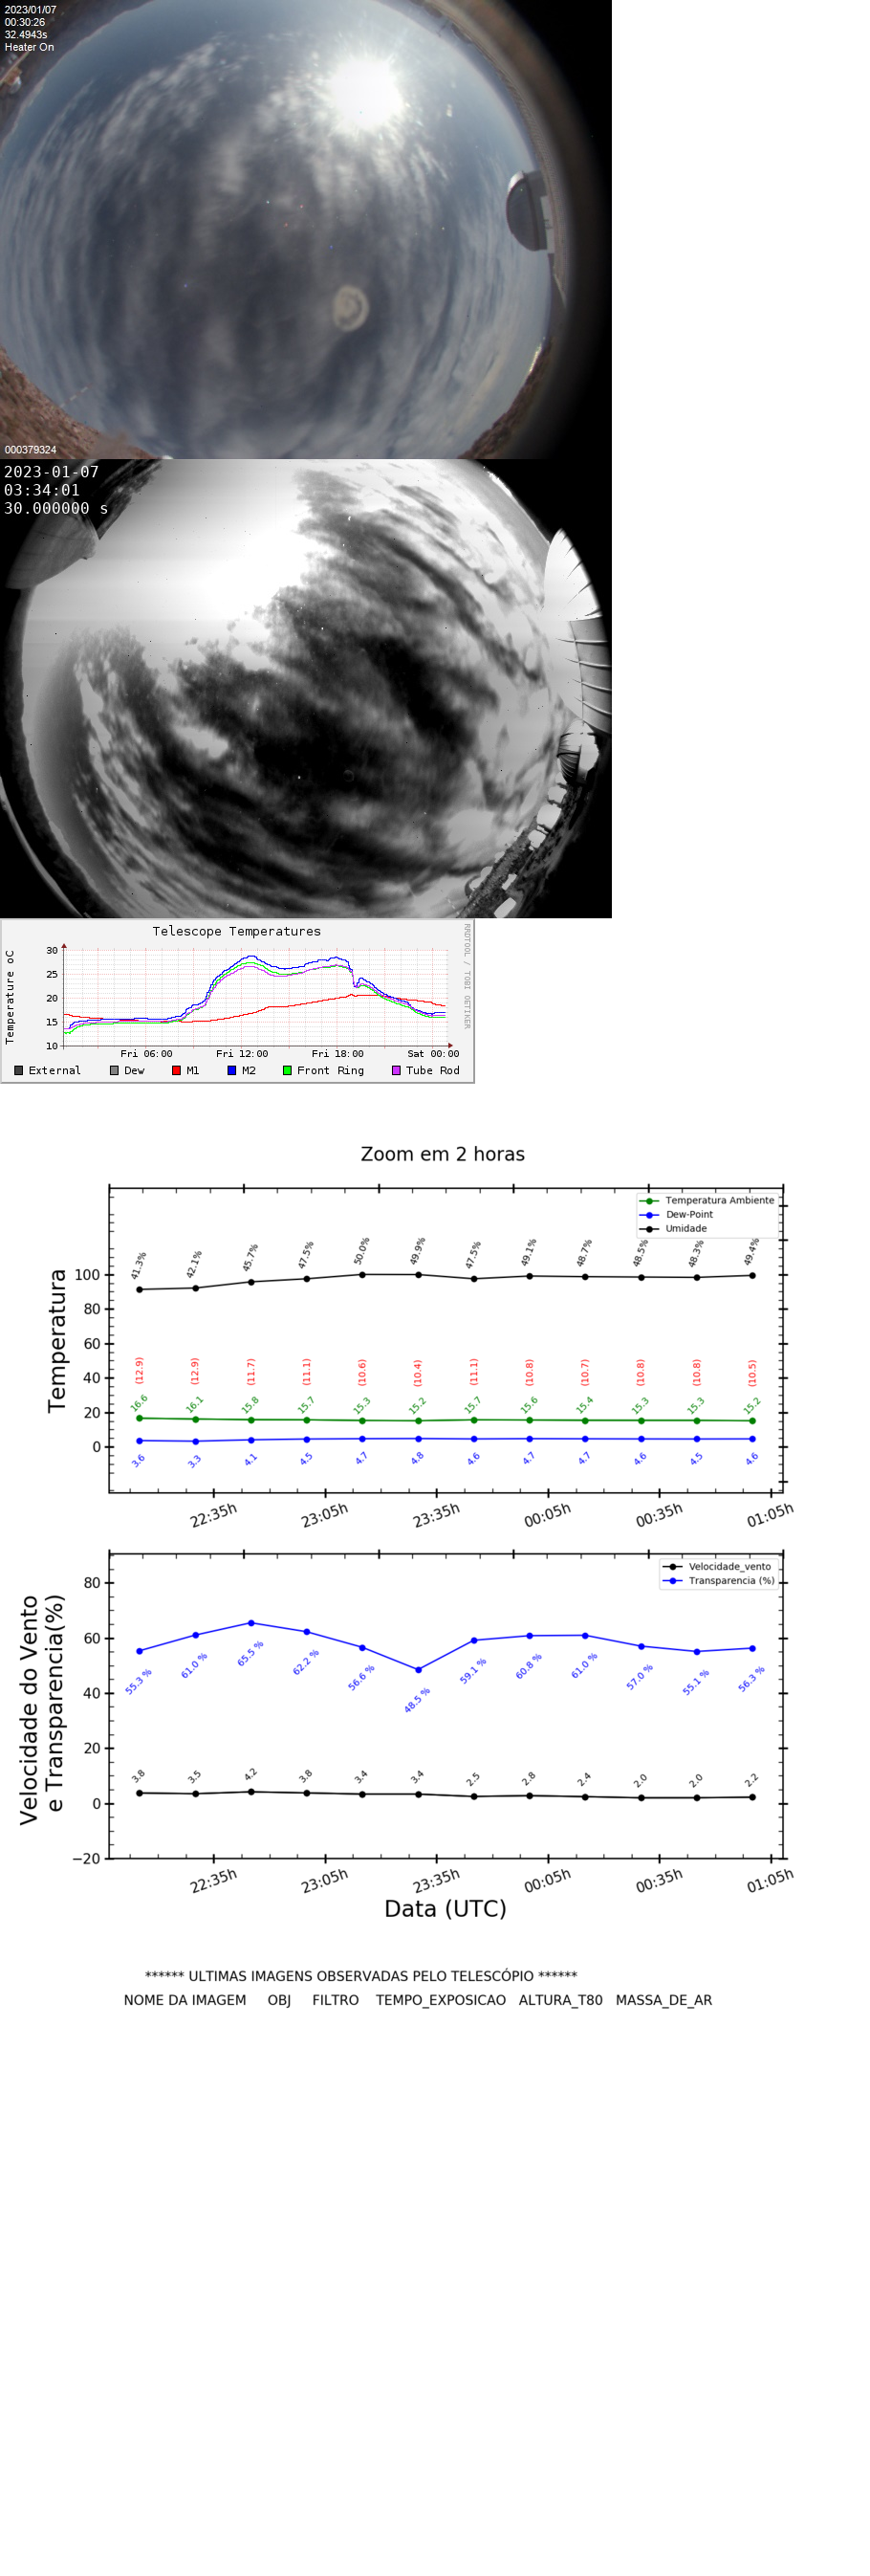 2023/01/07
00:30:26
32.4943s
Heater On
000379324
2023-01-07
03:34:01
30.000000 s
Telescope Temperatures
RRDTOOL / TOBI OETIKER
Temperature oC
30
25
20
15
10
Fri 06:00 Fri 12:00 Fri 18:00 Sat 00:00
External Dew M1 M2 Front Ring Tube Rod
Zoom em 2 horas
Temperatura Ambiente
Dew-Point
Umidade
Temperatura
41.3% 42.1% 45.7% 47.5% 50.0% 49.9% 47.5% 49.1% 48.7% 48.5% 48.3% 49.4%
100
80
60
40
20
0
(12.9) (12.9) (11.7) (11.1) (10.6) (10.4) (11.1) (10.8) (10.7) (10.8) (10.8) (10.5)
16.6 16.1 15.8 15.7 15.3 15.2 15.7 15.6 15.4 15.3 15.3 15.2
3.6 3.3 4.1 4.5 4.7 4.8 4.6 4.7 4.7 4.6 4.5 4.6
22:35h 23:05h 23:35h 00:05h 00:35h 01:05h
Velocidade_vento
Transparencia (%)
Velocidade do Vento
e Transparencia(%)
80
60
40
20
0
−20
55.3 % 61.0 % 65.5 % 62.2 % 56.6 % 48.5 % 59.1 % 60.8 % 61.0 % 57.0 % 55.1 % 56.3 %
3.8 3.5 4.2 3.8 3.4 3.4 2.5 2.8 2.4 2.0 2.0 2.2
22:35h 23:05h 23:35h 00:05h 00:35h 01:05h
Data (UTC)
****** ULTIMAS IMAGENS OBSERVADAS PELO TELESCÓPIO ******
NOME DA IMAGEM OBJ FILTRO TEMPO_EXPOSICAO ALTURA_T80 MASSA_DE_AR